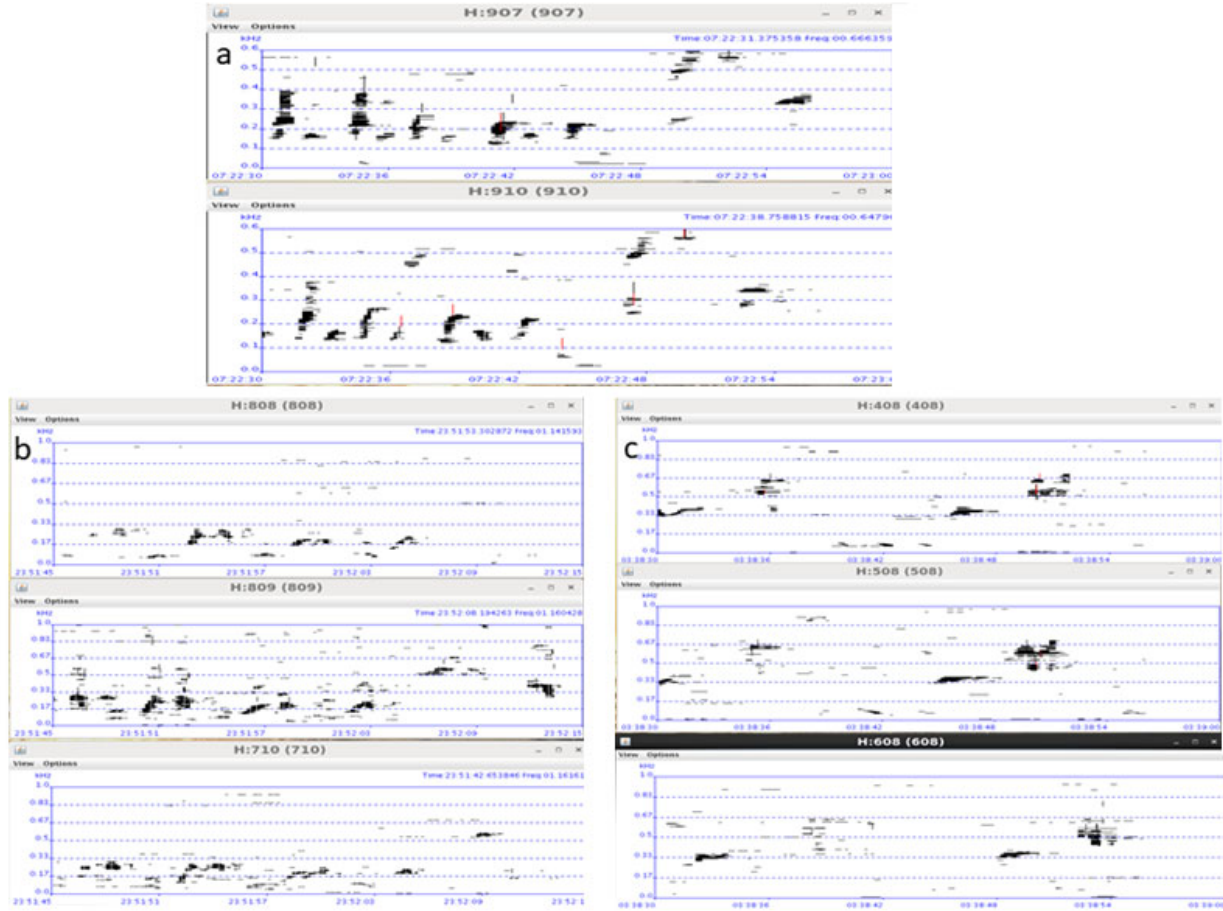 H:907 (907)
View Options
a
Time:07:22:31.375358 Freq:00.666359
kHz
0.6
0.5
0.4
0.3
0.2
0.1
0.0
07:22:30 07:22:36 07:22:42 07:22:48 07:22:54 07:23:00
H:910 (910)
View Options
Time:07:22:38.758815 Freq:00.64796
kHz
0.6
0.5
0.4
0.3
0.2
0.1
0.0
07:22:30 07:22:36 07:22:42 07:22:48 07:22:54 07:23:0
H:808 (808)
View Options
b
Time:23:51:53.302872 Freq:01.141593
kHz
1.0
0.83
0.67
0.5
0.33
0.17
0.0
23:51:45 23:51:51 23:51:57 23:52:03 23:52:09 23:52:15
H:809 (809)
View Options
Time:23:52:08.194263 Freq:01.160428
kHz
1.0
0.83
0.67
0.5
0.33
0.17
0.0
23:51:45 23:51:51 23:51:57 23:52:03 23:52:09 23:52:15
H:710 (710)
View Options
Time:23:51:42.653846 Freq:01.16161
kHz
1.0
0.83
0.67
0.5
0.33
0.17
0.0
23:51:45 23:51:51 23:51:57 23:52:03 23:52:09 23:52:1
H:408 (408)
View Options
c
kHz
1.0
0.83
0.67
0.5
0.33
0.17
0.0
03:38:30 03:38:36 03:38:42 03:38:48 03:38:54 03:39:00
H:508 (508)
View Options
kHz
1.0
0.83
0.67
0.5
0.33
0.17
0.0
03:38:30 03:38:36 03:38:42 03:38:48 03:38:54 03:39:00
H:608 (608)
View Options
kHz
1.0
0.83
0.67
0.5
0.33
0.17
0.0
03:38:30 03:38:36 03:38:42 03:38:48 03:38:54 03:39:00